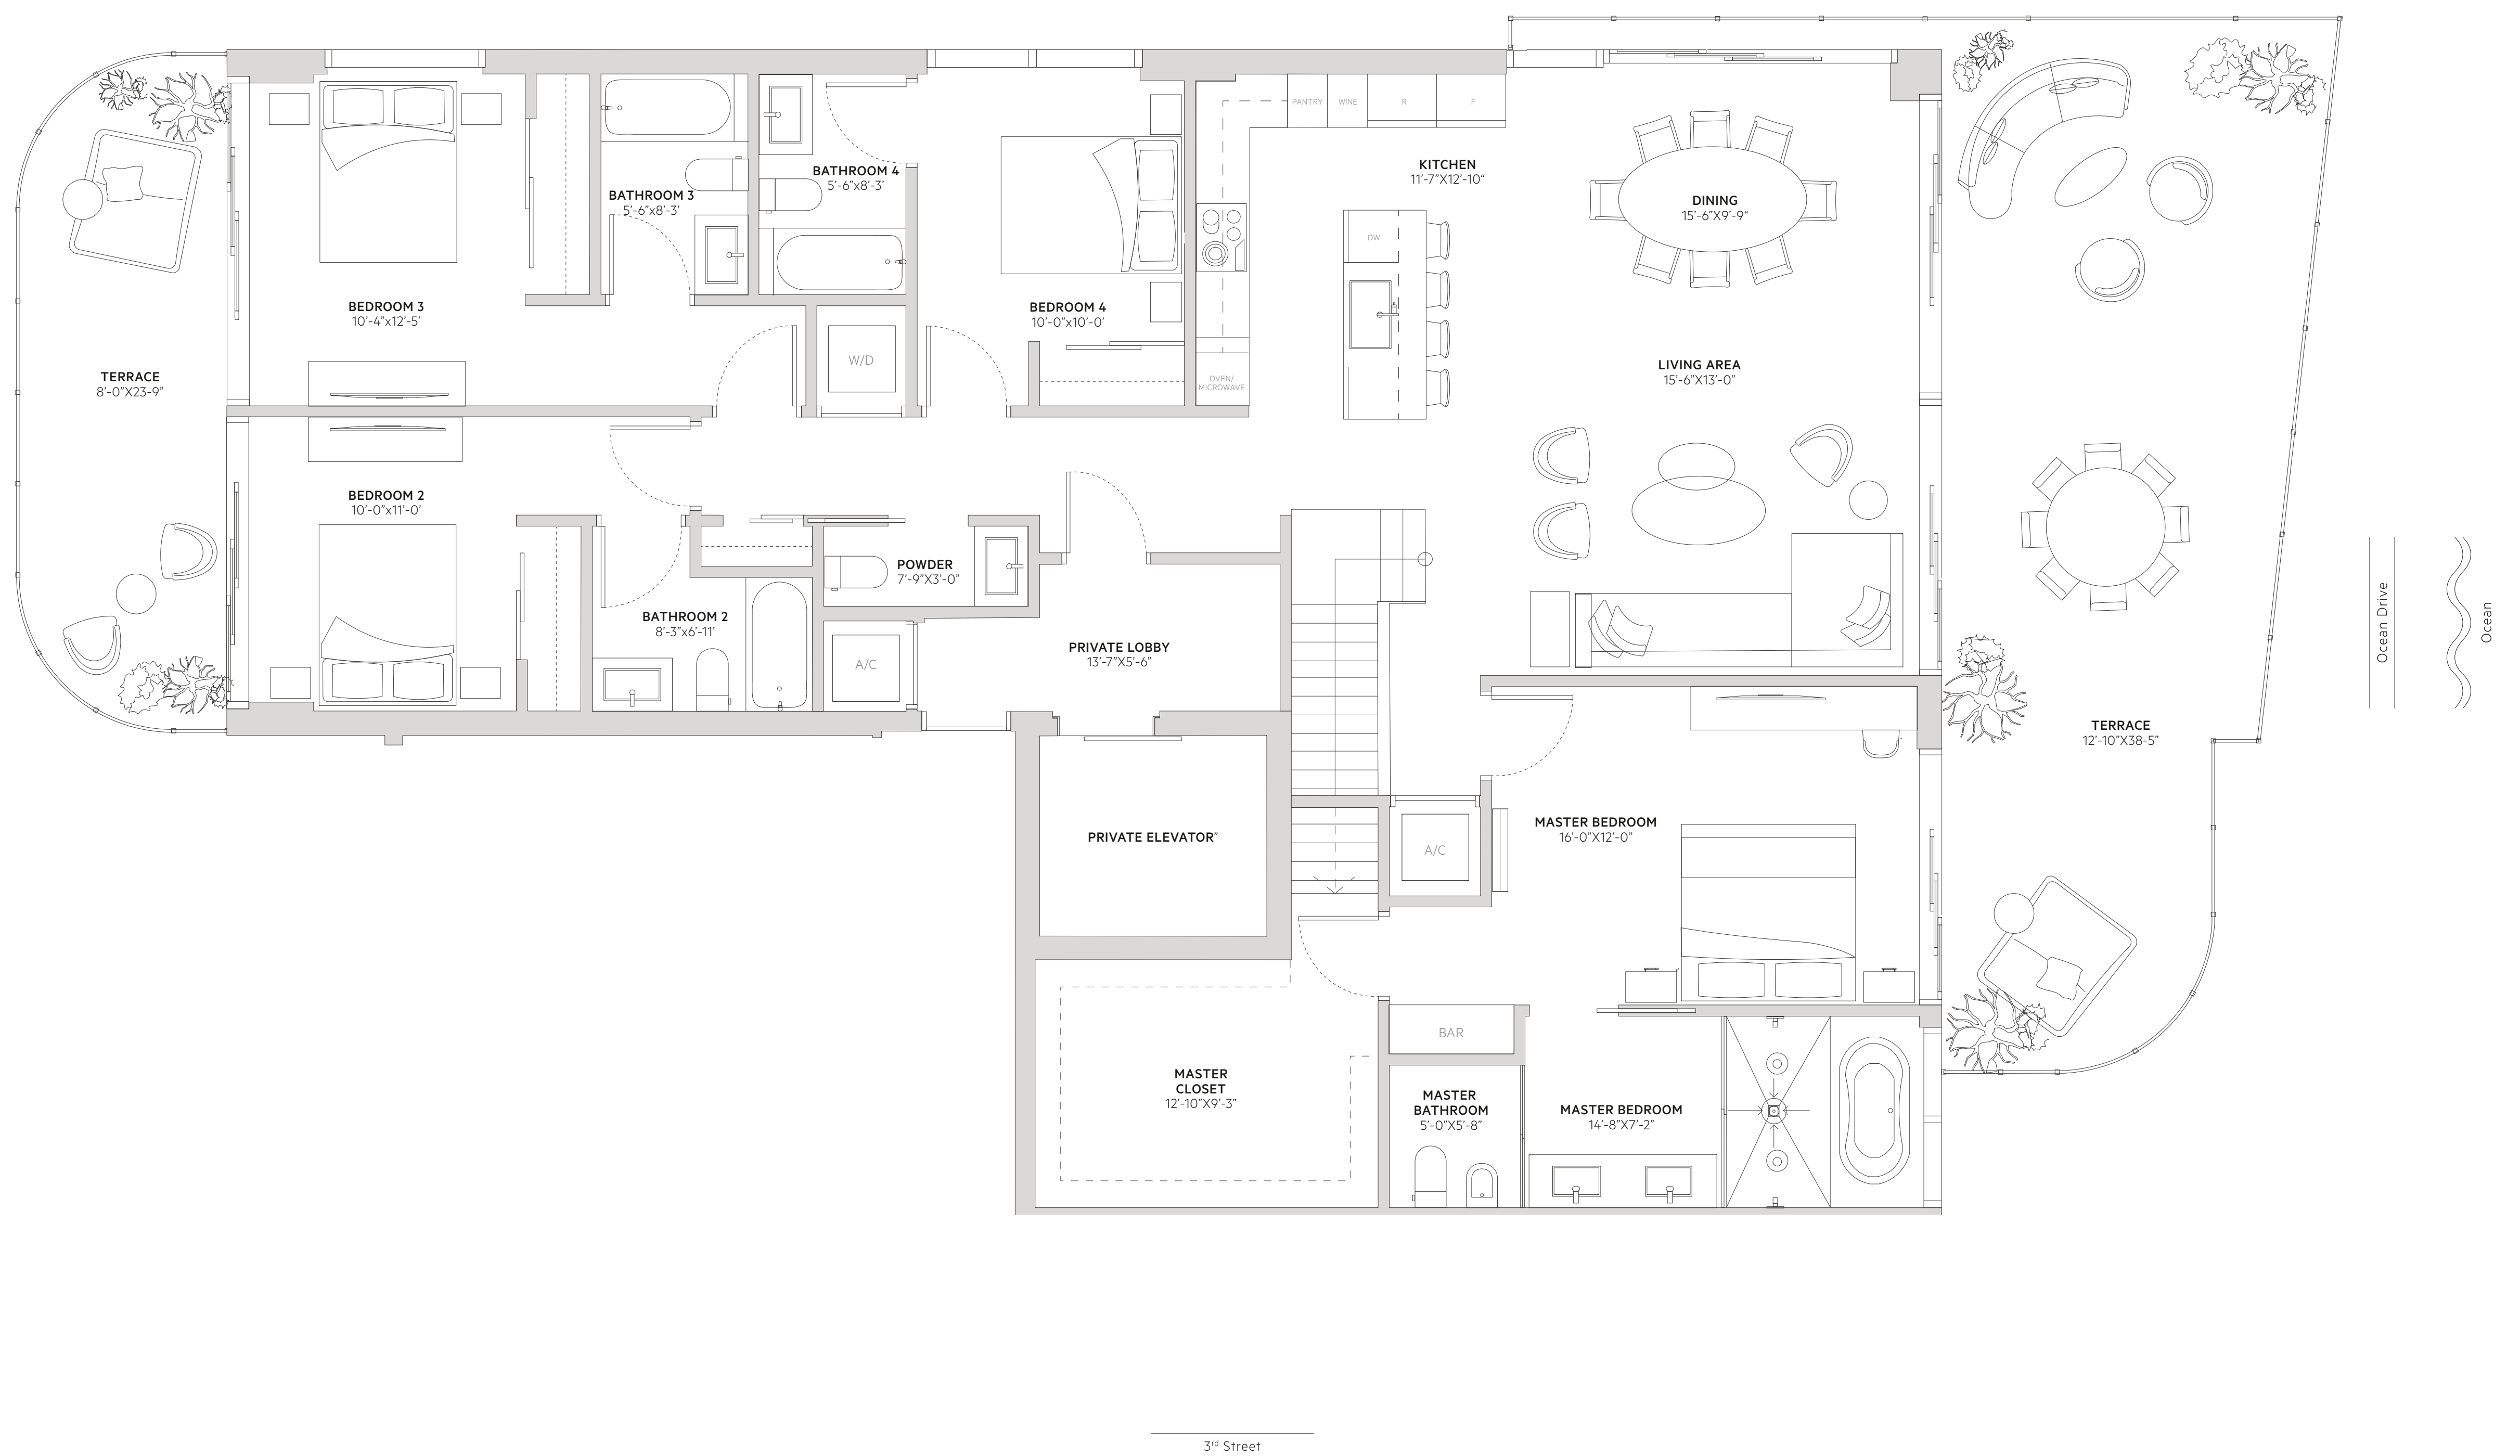 PANTRY
WINE
R
F
KITCHEN
11’-7”X12’-10“
BATHROOM 4
5’-6”x8’-3’
BATHROOM 3
5’-6”x8’-3’
DINING
15’-6”X9’-9“
DW
BEDROOM 3
10’-4”x12’-5’
BEDROOM 4
10’-0”x10’-0’
W/D
TERRACE
8’-0”X23-9”
OVEN/
MICROWAVE
LIVING AREA
15’-6”X13’-0”
BEDROOM 2
10’-0”x11’-0’
POWDER
7’-9”X3’-0”
BATHROOM 2
8’-3”x6’-11’
A/C
PRIVATE LOBBY
13’-7”X5’-6”
Ocean Drive
Ocean
TERRACE
12’-10”X38-5”
PRIVATE ELEVATOR”
A/C
MASTER BEDROOM
16’-0”X12’-0”
BAR
MASTER
CLOSET
12’-10”X9’-3”
MASTER
BATHROOM
5’-0”X5’-8”
MASTER BEDROOM
14’-8”X7’-2”
3rd Street